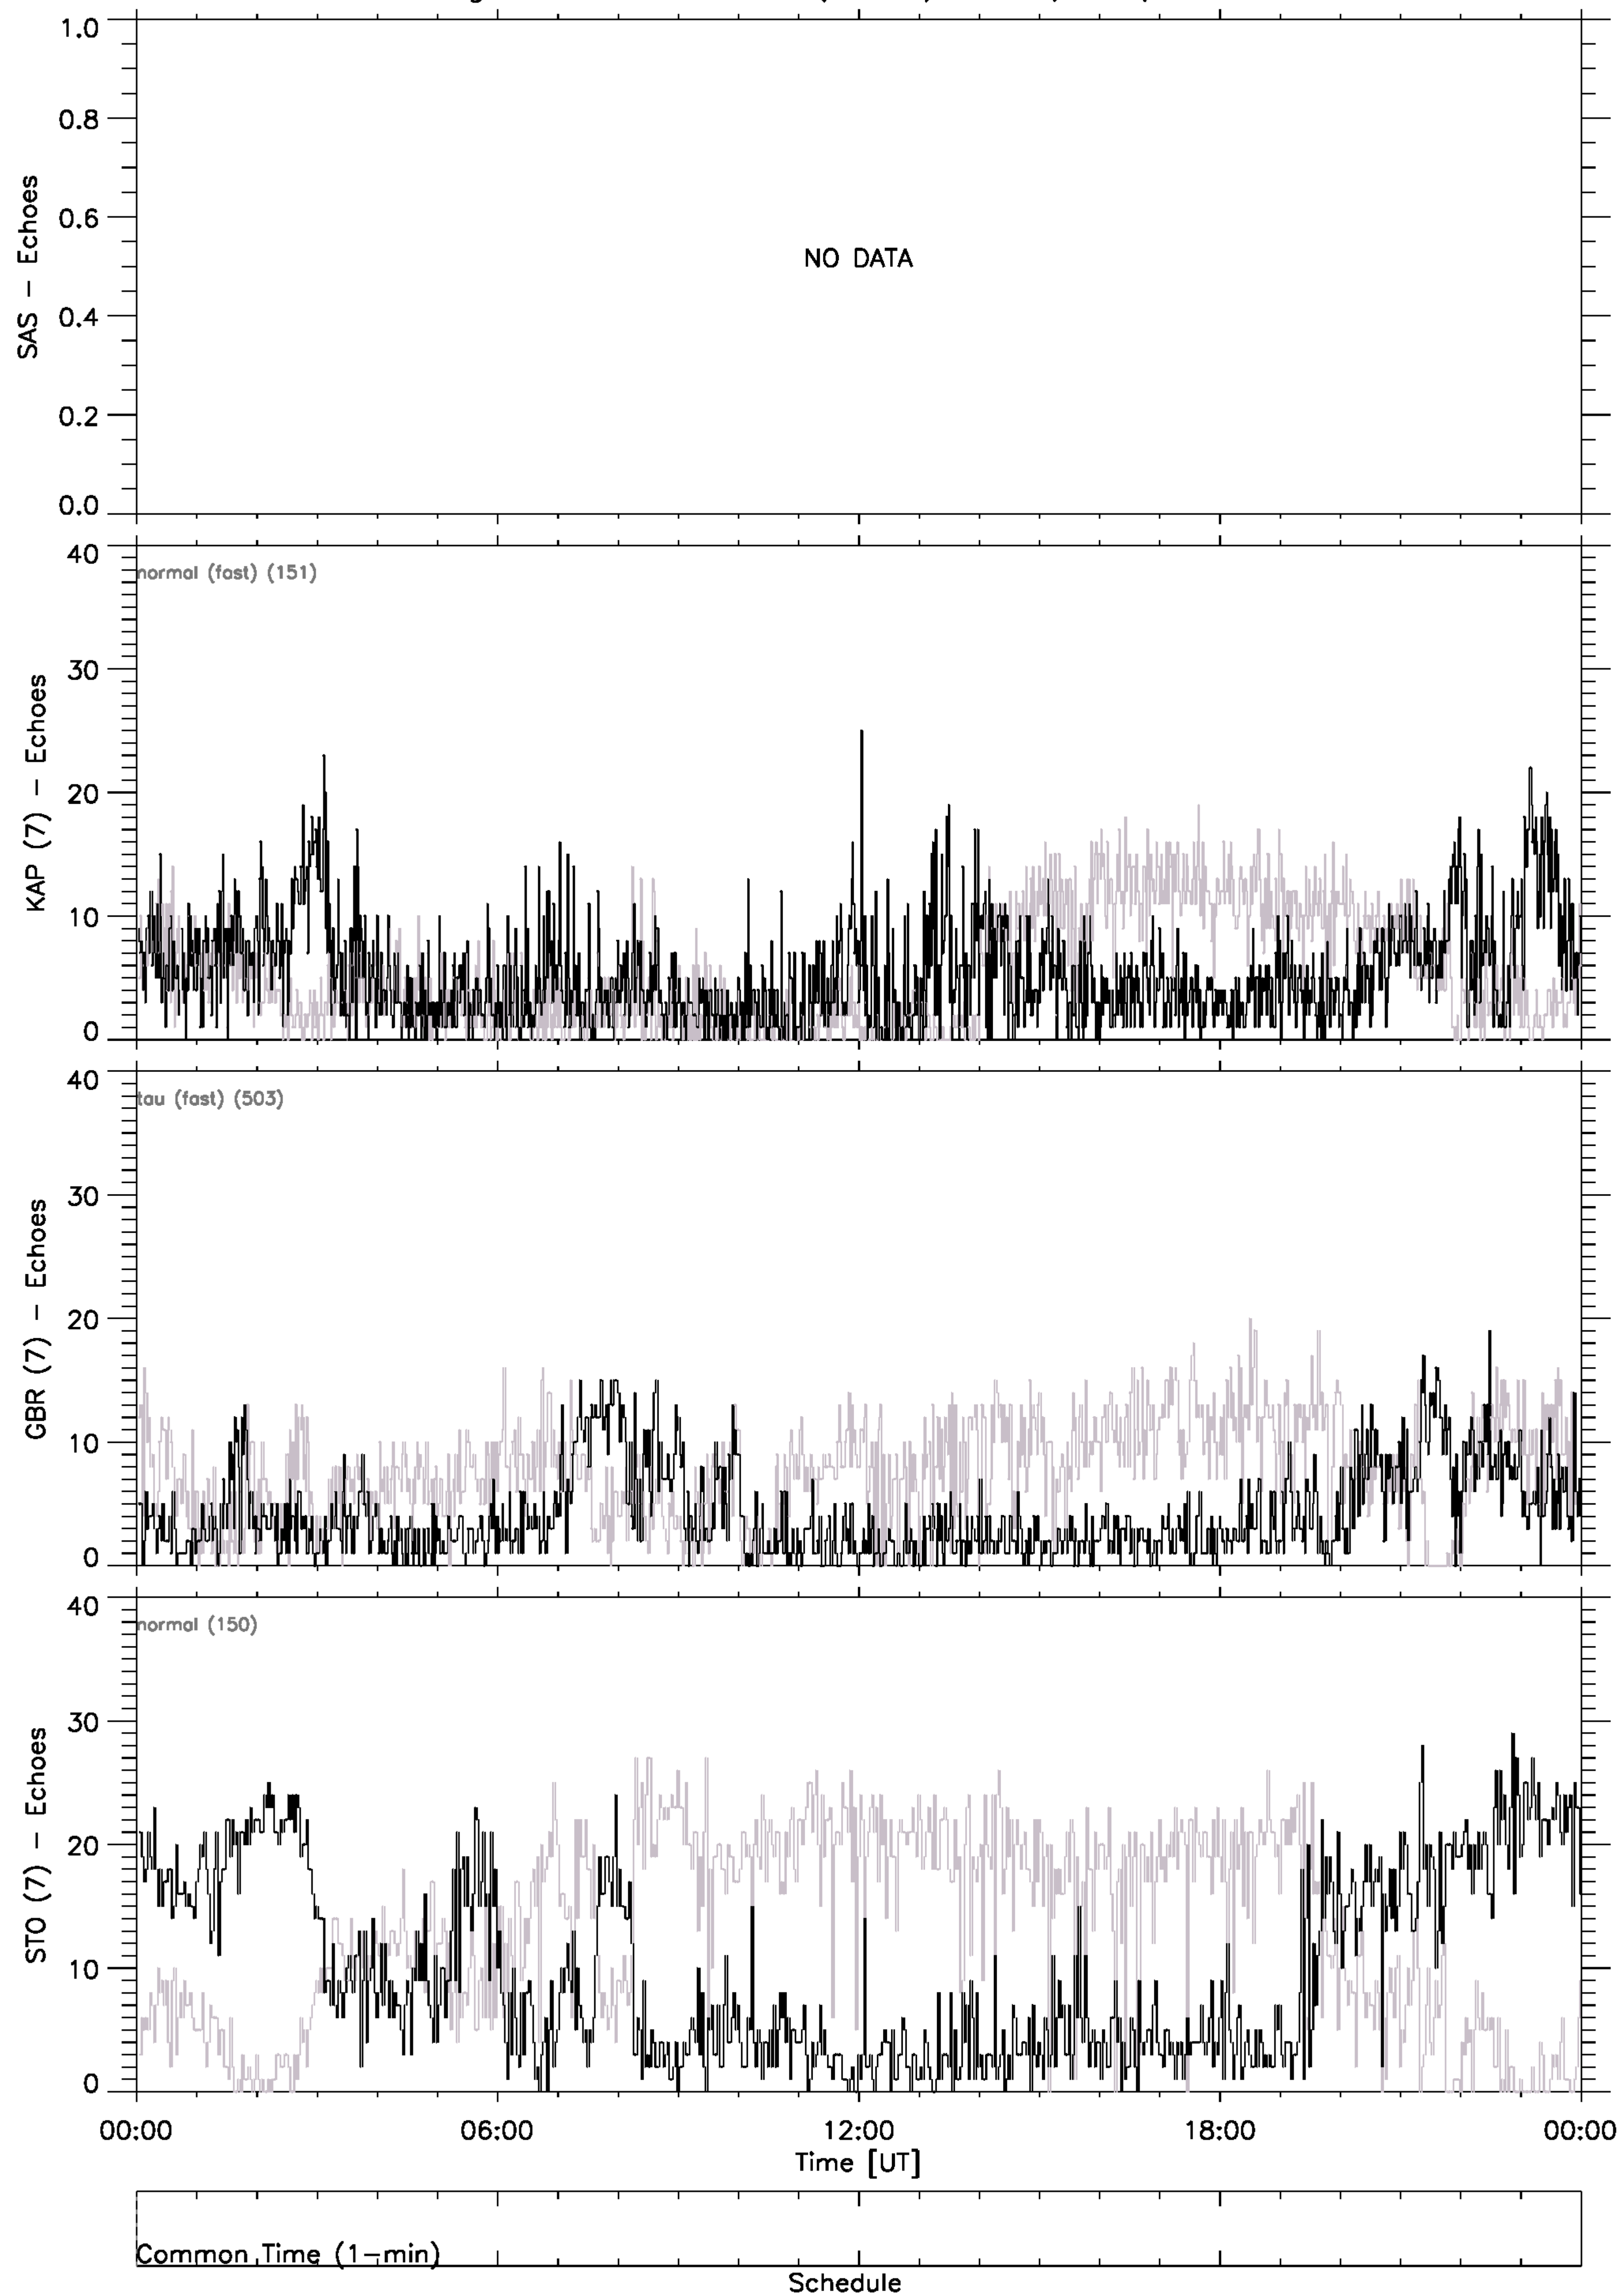 1.0
0.8
0.6
0.4
0.2
0.0
SAS - Echoes
NO DATA
40
30
20
10
0
KAP (7) - Echoes
normal (fast) (151)
40
30
20
10
0
GBR (7) - Echoes
tau (fast) (503)
40
30
20
10
0
STO (7) - Echoes
normal (150)
00:00 06:00 12:00 18:00 00:00
Time [UT]
Common Time (1-min)
Schedule